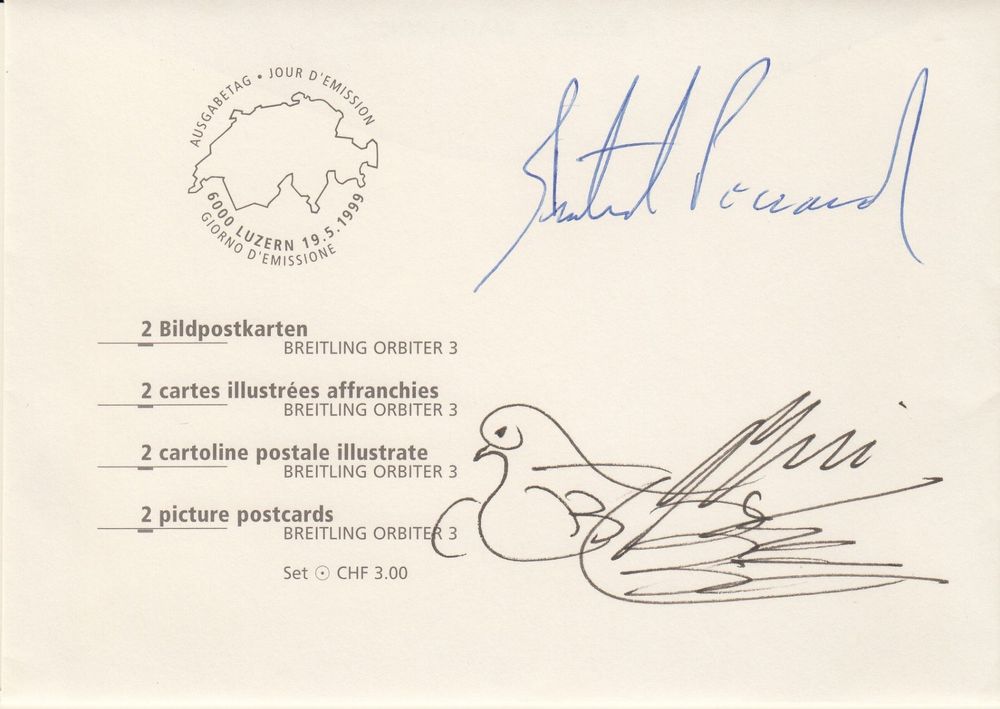 AUSGABETAG • JOUR D'EMISSION
6000 LUZERN 19.5.1999
GIORNO D'EMISSIONE
Bertrand Piccard
2 Bildpostkarten
BREITLING ORBITER 3
2 cartes illustrées affranchies
BREITLING ORBITER 3
2 cartoline postale illustrate
BREITLING ORBITER 3
2 picture postcards
BREITLING ORBITER 3
Set ☉ CHF 3.00